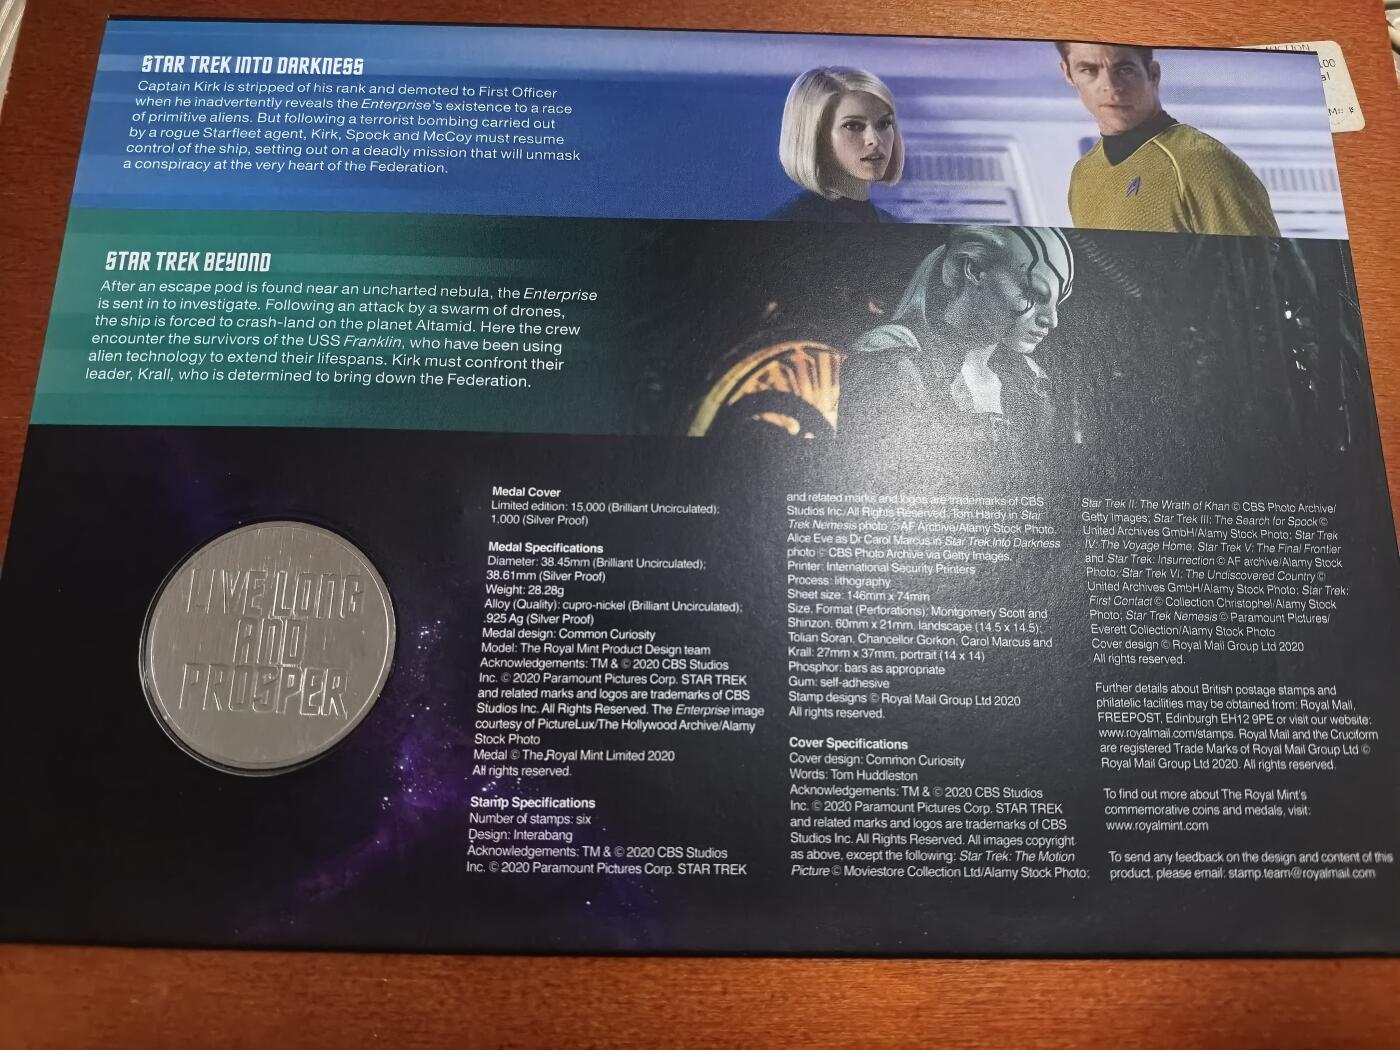 STAR TREK INTO DARKNESS
Captain Kirk is stripped of his rank and demoted to First Officer
when he inadvertently reveals the Enterprise's existence to a race
of primitive aliens. But following a terrorist bombing carried out
by a rogue Starfleet agent, Kirk, Spock and McCoy must resume
control of the ship, setting out on a deadly mission that will unmask
a conspiracy at the very heart of the Federation.
STAR TREK BEYOND
After an escape pod is found near an uncharted nebula, the Enterprise
is sent in to investigate. Following an attack by a swarm of drones,
the ship is forced to crash-land on the planet Altamid. Here the crew
encounter the survivors of the USS Franklin, who have been using
alien technology to extend their lifespans. Kirk must confront their
leader, Krall, who is determined to bring down the Federation.
LIVE LONG
AND
PROSPER
Medal Cover
Limited edition: 15,000 (Brilliant Uncirculated);
1,000 (Silver Proof)
Medal Specifications
Diameter: 38.45mm (Brilliant Uncirculated);
38.61mm (Silver Proof)
Weight: 28.28g
Alloy (Quality): cupro-nickel (Brilliant Uncirculated);
.925 Ag (Silver Proof)
Medal design: Common Curiosity
Model: The Royal Mint Product Design team
Acknowledgements: TM & © 2020 CBS Studios
Inc. © 2020 Paramount Pictures Corp. STAR TREK
and related marks and logos are trademarks of CBS
Studios Inc. All Rights Reserved. The Enterprise image
courtesy of PictureLux/The Hollywood Archive/Alamy
Stock Photo
Medal © The Royal Mint Limited 2020
All rights reserved.
Stamp Specifications
Number of stamps: six
Design: Interabang
Acknowledgements: TM & © 2020 CBS Studios
Inc. © 2020 Paramount Pictures Corp. STAR TREK
and related marks and logos are trademarks of CBS
Studios Inc. All Rights Reserved. Tom Hardy in Star
Trek Nemesis photo © AF Archive/Alamy Stock Photo.
Alice Eve as Dr Carol Marcus in Star Trek Into Darkness
photo © CBS Photo Archive via Getty Images.
Printer: International Security Printers
Process: lithography
Sheet size: 146mm x 74mm
Size, Format (Perforations): Montgomery Scott and
Shinzon, 60mm x 21mm, landscape (14.5 x 14.5);
Tolian Soran, Chancellor Gorkon, Carol Marcus and
Krall: 27mm x 37mm, portrait (14 x 14)
Phosphor: bars as appropriate
Gum: self-adhesive
Stamp designs © Royal Mail Group Ltd 2020
All rights reserved.
Cover Specifications
Cover design: Common Curiosity
Words: Tom Huddleston
Acknowledgements: TM & © 2020 CBS Studios
Inc. © 2020 Paramount Pictures Corp. STAR TREK
and related marks and logos are trademarks of CBS
Studios Inc. All Rights Reserved. All images copyright
as above, except the following: Star Trek: The Motion
Picture © Moviestore Collection Ltd/Alamy Stock Photo;
Star Trek II: The Wrath of Khan © CBS Photo Archive/
Getty Images; Star Trek III: The Search for Spock ©
United Archives GmbH/Alamy Stock Photo; Star Trek
IV: The Voyage Home, Star Trek V: The Final Frontier
and Star Trek: Insurrection © AF archive/Alamy Stock
Photo; Star Trek VI: The Undiscovered Country ©
United Archives GmbH/Alamy Stock Photo; Star Trek:
First Contact © Collection Christophel/Alamy Stock
Photo; Star Trek Nemesis © Paramount Pictures/
Everett Collection/Alamy Stock Photo
Cover design © Royal Mail Group Ltd 2020
All rights reserved.
Further details about British postage stamps and
philatelic facilities may be obtained from: Royal Mail,
FREEPOST, Edinburgh EH12 9PE or visit our website:
www.royalmail.com/stamps. Royal Mail and the Cruciform
are registered Trade Marks of Royal Mail Group Ltd ©
Royal Mail Group Ltd 2020. All rights reserved.
To find out more about The Royal Mint's
commemorative coins and medals, visit:
www.royalmint.com
To send any feedback on the design and content of this
product, please email: stamp.team@royalmail.com